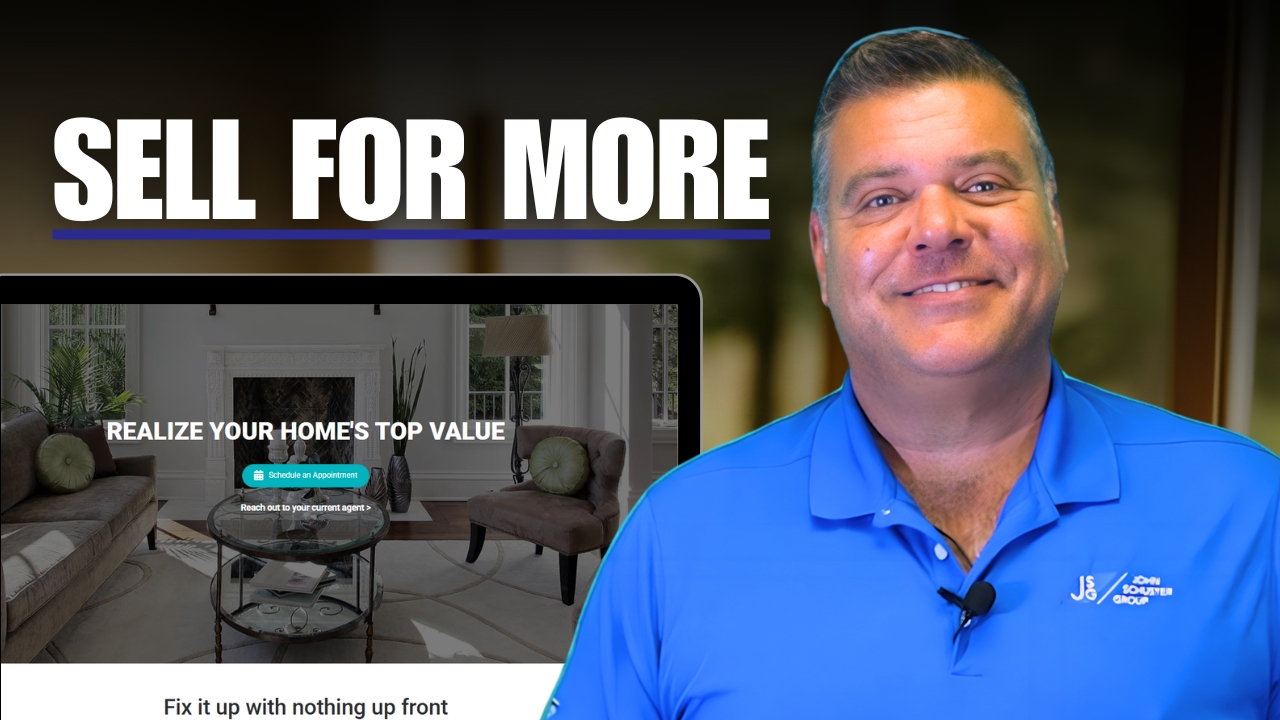 SELL FOR MORE
REALIZE YOUR HOME'S TOP VALUE
Schedule an Appointment
Reach out to your current agent >
Fix it up with nothing up front
JSG
JOHN
SCHUSTER
GROUP